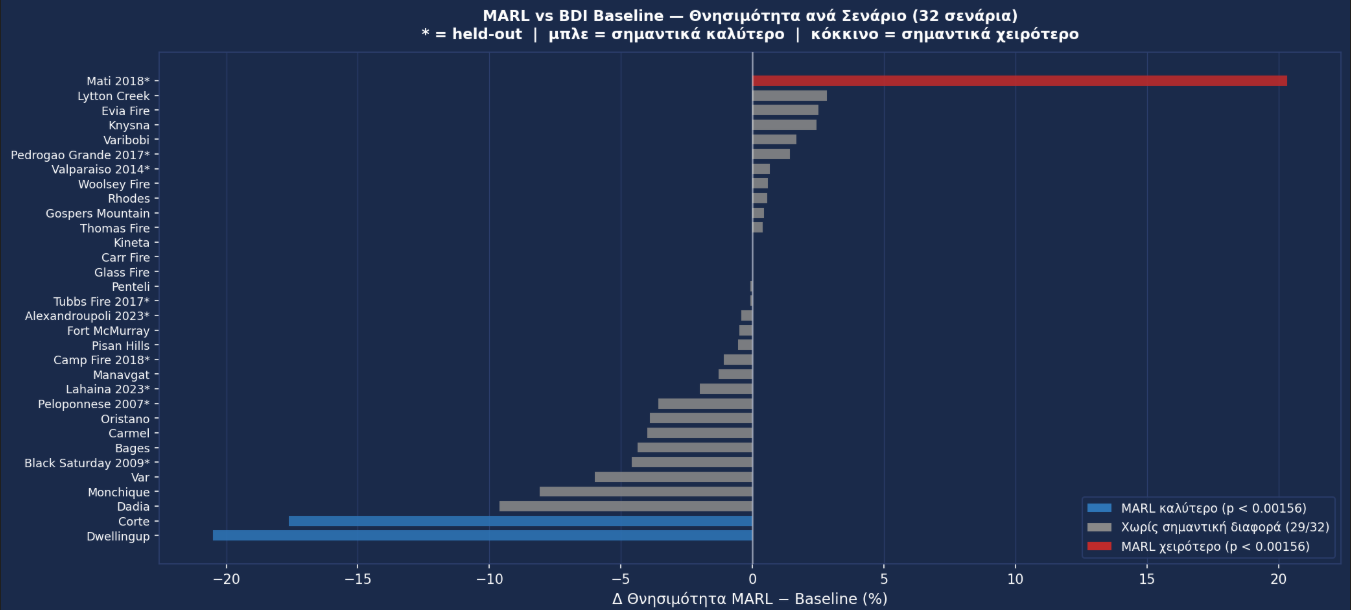 MARL vs BDI Baseline — Θνησιμότητα ανά Σενάριο (32 σενάρια)
* = held-out | μπλε = σημαντικά καλύτερο | κόκκινο = σημαντικά χειρότερο
Mati 2018*
Lytton Creek
Evia Fire
Knysna
Varibobi
Pedrogao Grande 2017*
Valparaiso 2014*
Woolsey Fire
Rhodes
Gospers Mountain
Thomas Fire
Kineta
Carr Fire
Glass Fire
Penteli
Tubbs Fire 2017*
Alexandroupoli 2023*
Fort McMurray
Pisan Hills
Camp Fire 2018*
Manavgat
Lahaina 2023*
Peloponnese 2007*
Oristano
Carmel
Bages
Black Saturday 2009*
Var
Monchique
Dadia
Corte
Dwellingup
MARL καλύτερο (p < 0.00156)
Χωρίς σημαντική διαφορά (29/32)
MARL χειρότερο (p < 0.00156)
−20 −15 −10 −5 0 5 10 15 20
Δ Θνησιμότητα MARL − Baseline (%)